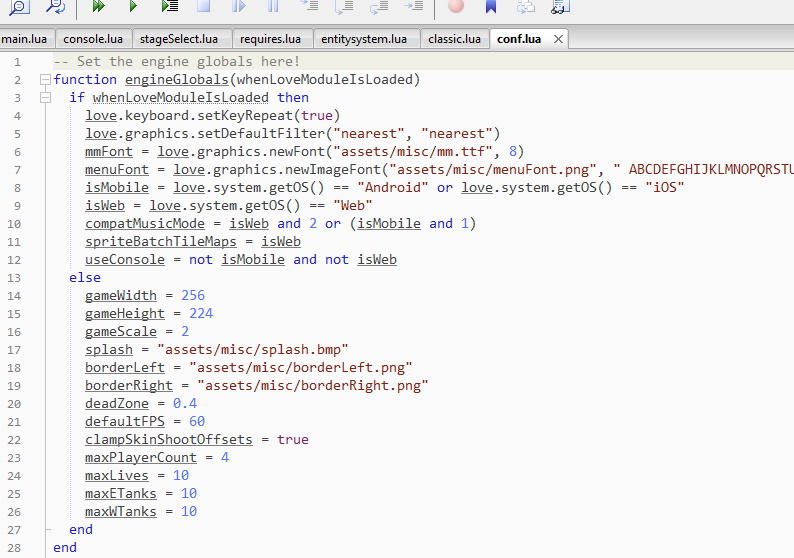 main.lua console.lua stageSelect.lua requires.lua entitysystem.lua classic.lua conf.lua
1 -- Set the engine globals here!
2 function engineGlobals(whenLoveModuleIsLoaded)
3 if whenLoveModuleIsLoaded then
4 love.keyboard.setKeyRepeat(true)
5 love.graphics.setDefaultFilter("nearest", "nearest")
6 mmFont = love.graphics.newFont("assets/misc/mm.ttf", 8)
7 menuFont = love.graphics.newImageFont("assets/misc/menuFont.png", " ABCDEFGHIJKLMNOPQRSTU
8 isMobile = love.system.getOS() == "Android" or love.system.getOS() == "iOS"
9 isWeb = love.system.getOS() == "Web"
10 compatMusicMode = isWeb and 2 or (isMobile and 1)
11 spriteBatchTileMaps = isWeb
12 useConsole = not isMobile and not isWeb
13 else
14 gameWidth = 256
15 gameHeight = 224
16 gameScale = 2
17 splash = "assets/misc/splash.bmp"
18 borderLeft = "assets/misc/borderLeft.png"
19 borderRight = "assets/misc/borderRight.png"
20 deadZone = 0.4
21 defaultFPS = 60
22 clampSkinShootOffsets = true
23 maxPlayerCount = 4
24 maxLives = 10
25 maxETanks = 10
26 maxWTanks = 10
27 end
28 end